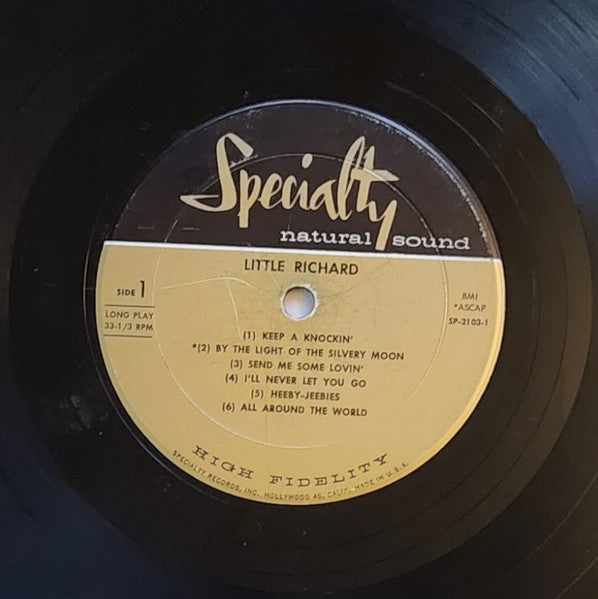 Specialty
natural sound
LITTLE RICHARD
SIDE 1
LONG PLAY
33-1/3 RPM
BMI
*ASCAP
SP-2103-1
(1) KEEP A KNOCKIN'
*(2) BY THE LIGHT OF THE SILVERY MOON
(3) SEND ME SOME LOVIN'
(4) I'LL NEVER LET YOU GO
(5) HEEBY-JEEBIES
(6) ALL AROUND THE WORLD
HIGH FIDELITY
SPECIALTY RECORDS, INC. HOLLYWOOD 46, CALIF. MADE IN U.S.A.